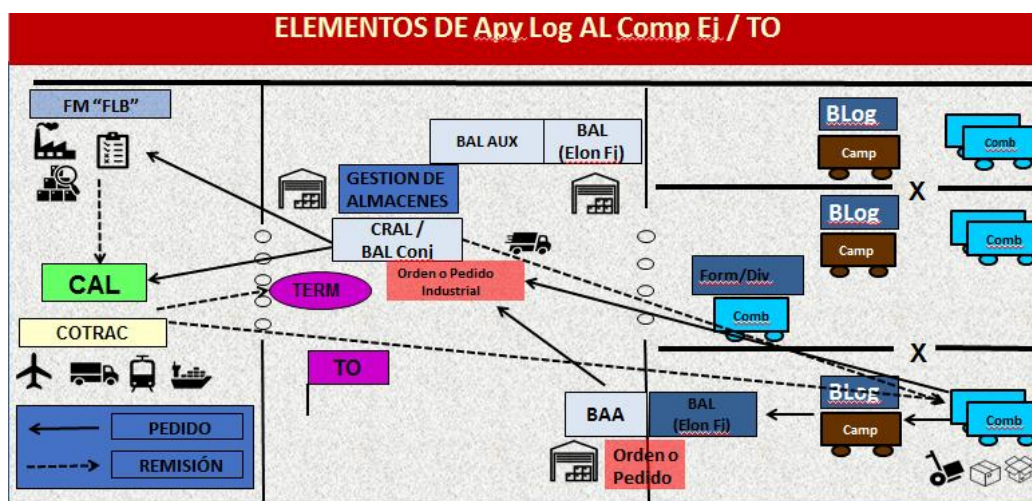 ELEMENTOS DE Apy Log AL Comp Ej / TO
FM "FLB"
BAL AUX
BAL
(Elon Fj)
BLog
Camp
Comb
GESTION DE
ALMACENES
CRAL /
BAL Conj
BLog
Camp
Comb
CAL
TERM
Orden o Pedido
Industrial
Form/Div
Comb
COTRAC
X
X
TO
BLog
Camp
Comb
BAA
BAL
(Elon Fj)
PEDIDO
REMISIÓN
Orden o
Pedido